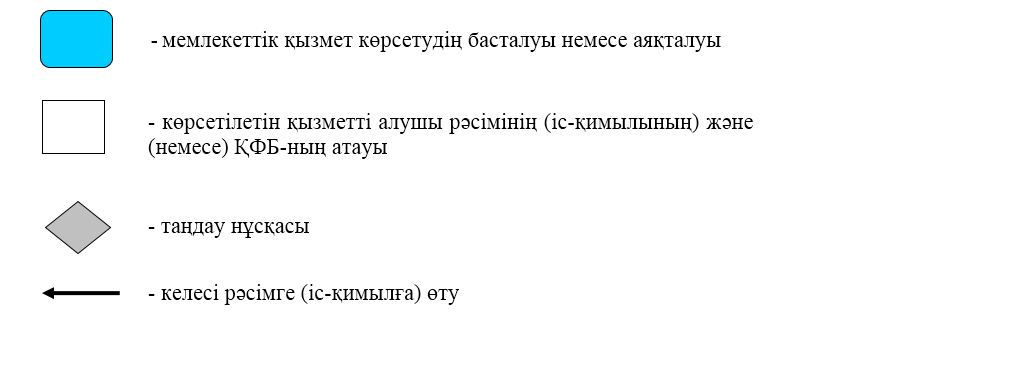 - мемлекеттік қызмет көрсетудің басталуы немесе аяқталуы
- көрсетілетін қызметті алушы рәсімінің (іс-қимылының) және
(немесе) ҚФБ-ның атауы
- таңдау нұсқасы
- келесі рәсімге (іс-қимылға) өту